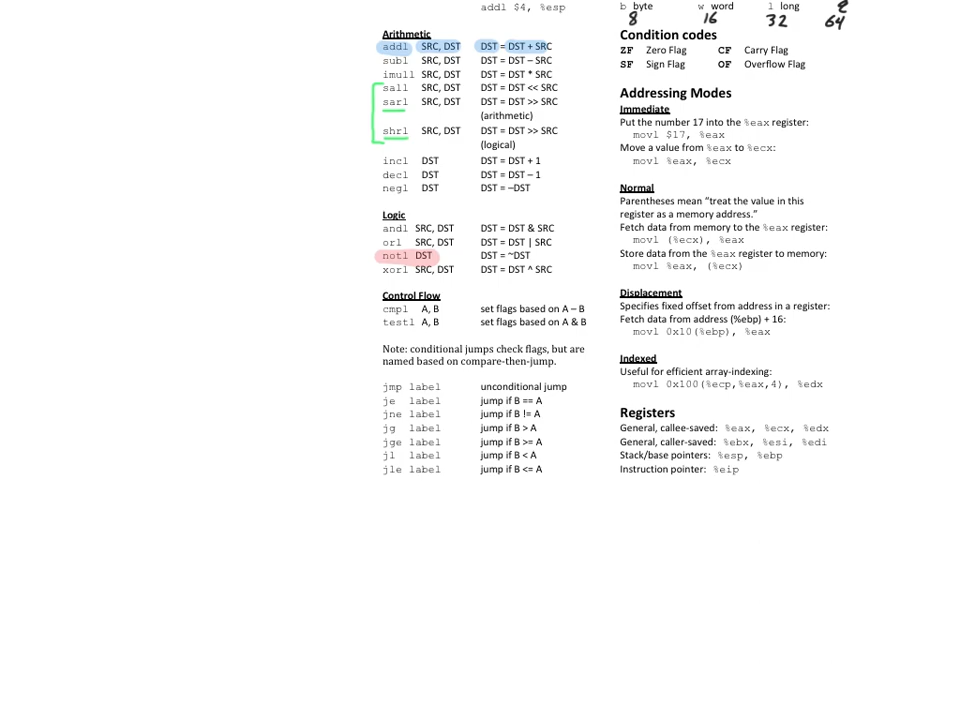 addl $4, %esp
Arithmetic
addl SRC, DST DST = DST + SRC
subl SRC, DST DST = DST – SRC
imull SRC, DST DST = DST * SRC
sall SRC, DST DST = DST << SRC
sarl SRC, DST DST = DST >> SRC
(arithmetic)
shrl SRC, DST DST = DST >> SRC
(logical)
incl DST DST = DST + 1
decl DST DST = DST – 1
negl DST DST = –DST
Logic
andl SRC, DST DST = DST & SRC
orl SRC, DST DST = DST | SRC
notl DST DST = ~DST
xorl SRC, DST DST = DST ^ SRC
Control Flow
cmpl A, B set flags based on A – B
testl A, B set flags based on A & B
Note: conditional jumps check flags, but are
named based on compare-then-jump.
jmp label unconditional jump
je label jump if B == A
jne label jump if B != A
jg label jump if B > A
jge label jump if B >= A
jl label jump if B < A
jle label jump if B <= A
b byte w word l long
8 16 32 64
Condition codes
ZF Zero Flag CF Carry Flag
SF Sign Flag OF Overflow Flag
Addressing Modes
Immediate
Put the number 17 into the %eax register:
movl $17, %eax
Move a value from %eax to %ecx:
movl %eax, %ecx
Normal
Parentheses mean “treat the value in this
register as a memory address.”
Fetch data from memory to the %eax register:
movl (%ecx), %eax
Store data from the %eax register to memory:
movl %eax, (%ecx)
Displacement
Specifies fixed offset from address in a register:
Fetch data from address (%ebp) + 16:
movl 0x10(%ebp), %eax
Indexed
Useful for efficient array-indexing:
movl 0x100(%ecp,%eax,4), %edx
Registers
General, callee-saved: %eax, %ecx, %edx
General, caller-saved: %ebx, %esi, %edi
Stack/base pointers: %esp, %ebp
Instruction pointer: %eip